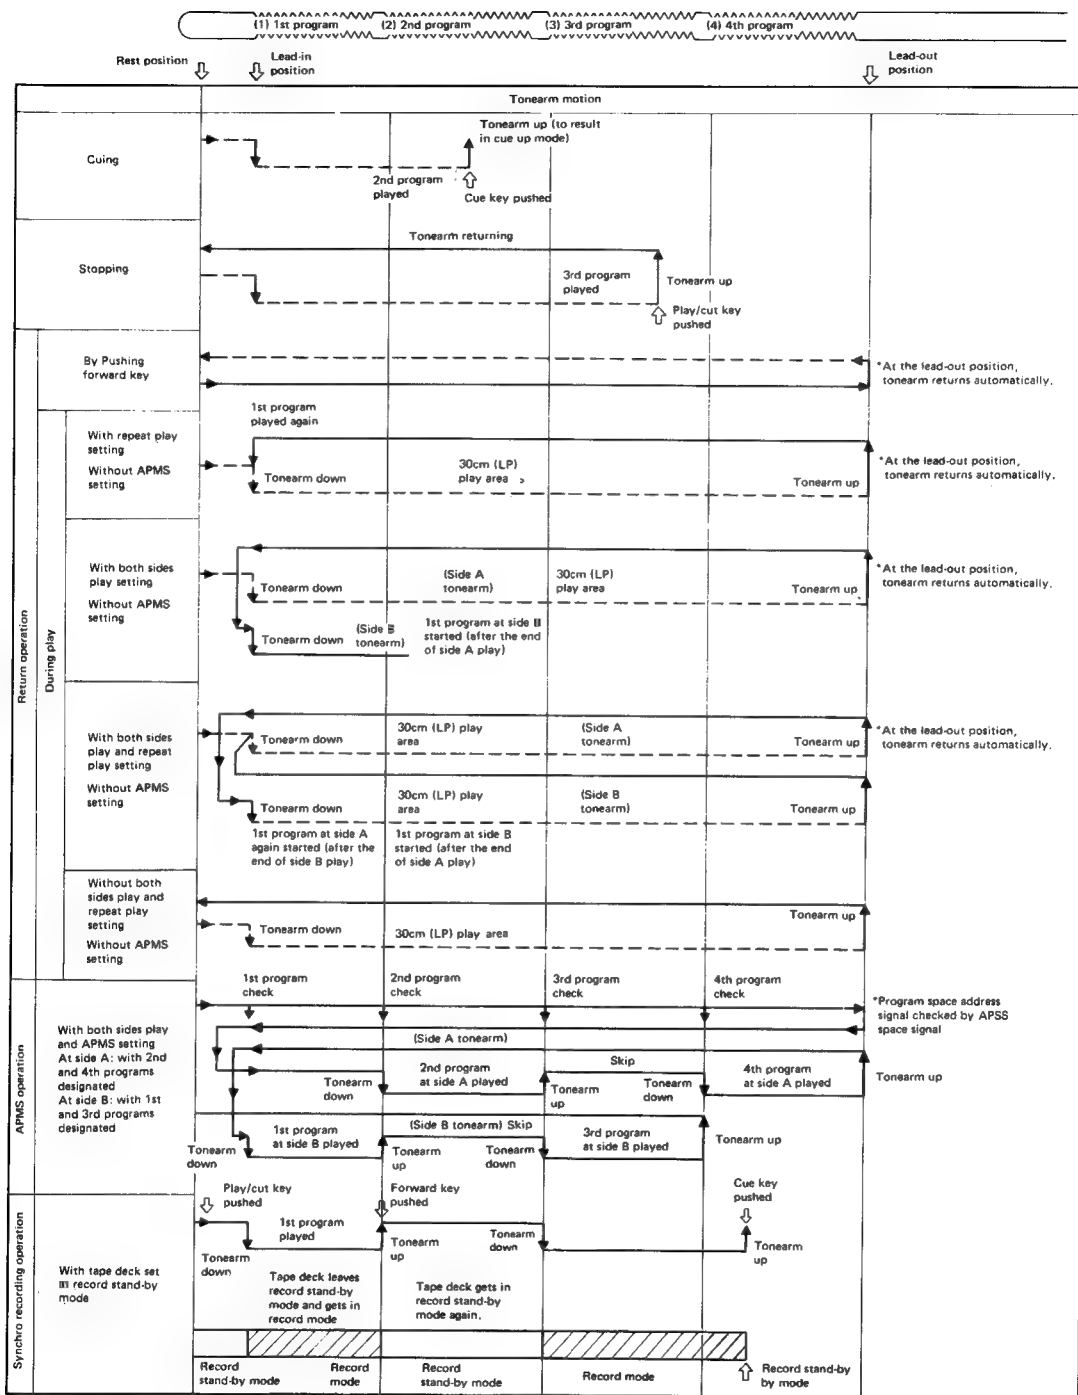 (1) 1st program
(2) 2nd program
(3) 3rd program
(4) 4th program
Rest position
Lead-in
position
Lead-out
position
Tonearm motion
Cuing
Tonearm up (to result
in cue up mode)
2nd program
played
Cue key pushed
Stopping
Tonearm returning
3rd program
played
Tonearm up
Play/cut key
pushed
Return operation
By Pushing
forward key
*At the lead-out position,
tonearm returns automatically.
During play
With repeat play
setting
Without APMS
setting
1st program
played again
Tonearm down
30cm (LP)
play area
Tonearm up
*At the lead-out position,
tonearm returns automatically.
With both sides
play setting
Without APMS
setting
Tonearm down
(Side A
tonearm)
30cm (LP)
play area
Tonearm up
*At the lead-out position,
tonearm returns automatically.
Tonearm down
(Side B
tonearm)
1st program at side B
started (after the end
of side A play)
With both sides
play and repeat
play setting
Without APMS
setting
Tonearm down
30cm (LP) play
area
(Side A
tonearm)
Tonearm up
*At the lead-out position,
tonearm returns automatically.
Tonearm down
30cm (LP) play
area
(Side B
tonearm)
Tonearm up
1st program at side A
again started (after the
end of side B play)
1st program at side B
started (after the end
of side A play)
Without both
sides play and
repeat play
setting
Without APMS
setting
Tonearm up
Tonearm down
30cm (LP) play area
APMS operation
With both sides play
and APMS setting
At side A: with 2nd
and 4th programs
designated
At side B: with 1st
and 3rd programs
designated
1st program
check
2nd program
check
3rd program
check
4th program
check
*Program space address
signal checked by APSS
space signal
(Side A tonearm)
Tonearm
down
2nd program
at side A played
Tonearm
up
Skip
Tonearm
down
4th program
at side A played
Tonearm up
Tonearm
down
1st program
at side B played
(Side B tonearm) Skip
Tonearm
up
Tonearm
down
3rd program
at side B played
Tonearm up
Synchro recording operation
With tape deck set
in record stand-by
mode
Play/cut key
pushed
Forward key
pushed
Cue key
pushed
Tonearm
down
1st program
played
Tonearm
up
Tonearm
down
Tonearm
up
Tape deck leaves
record stand-by
mode and gets in
record mode
Tape deck gets in
record stand-by
mode again.
Record
stand-by mode
Record
mode
Record
stand-by mode
Record mode
Record stand-
by mode